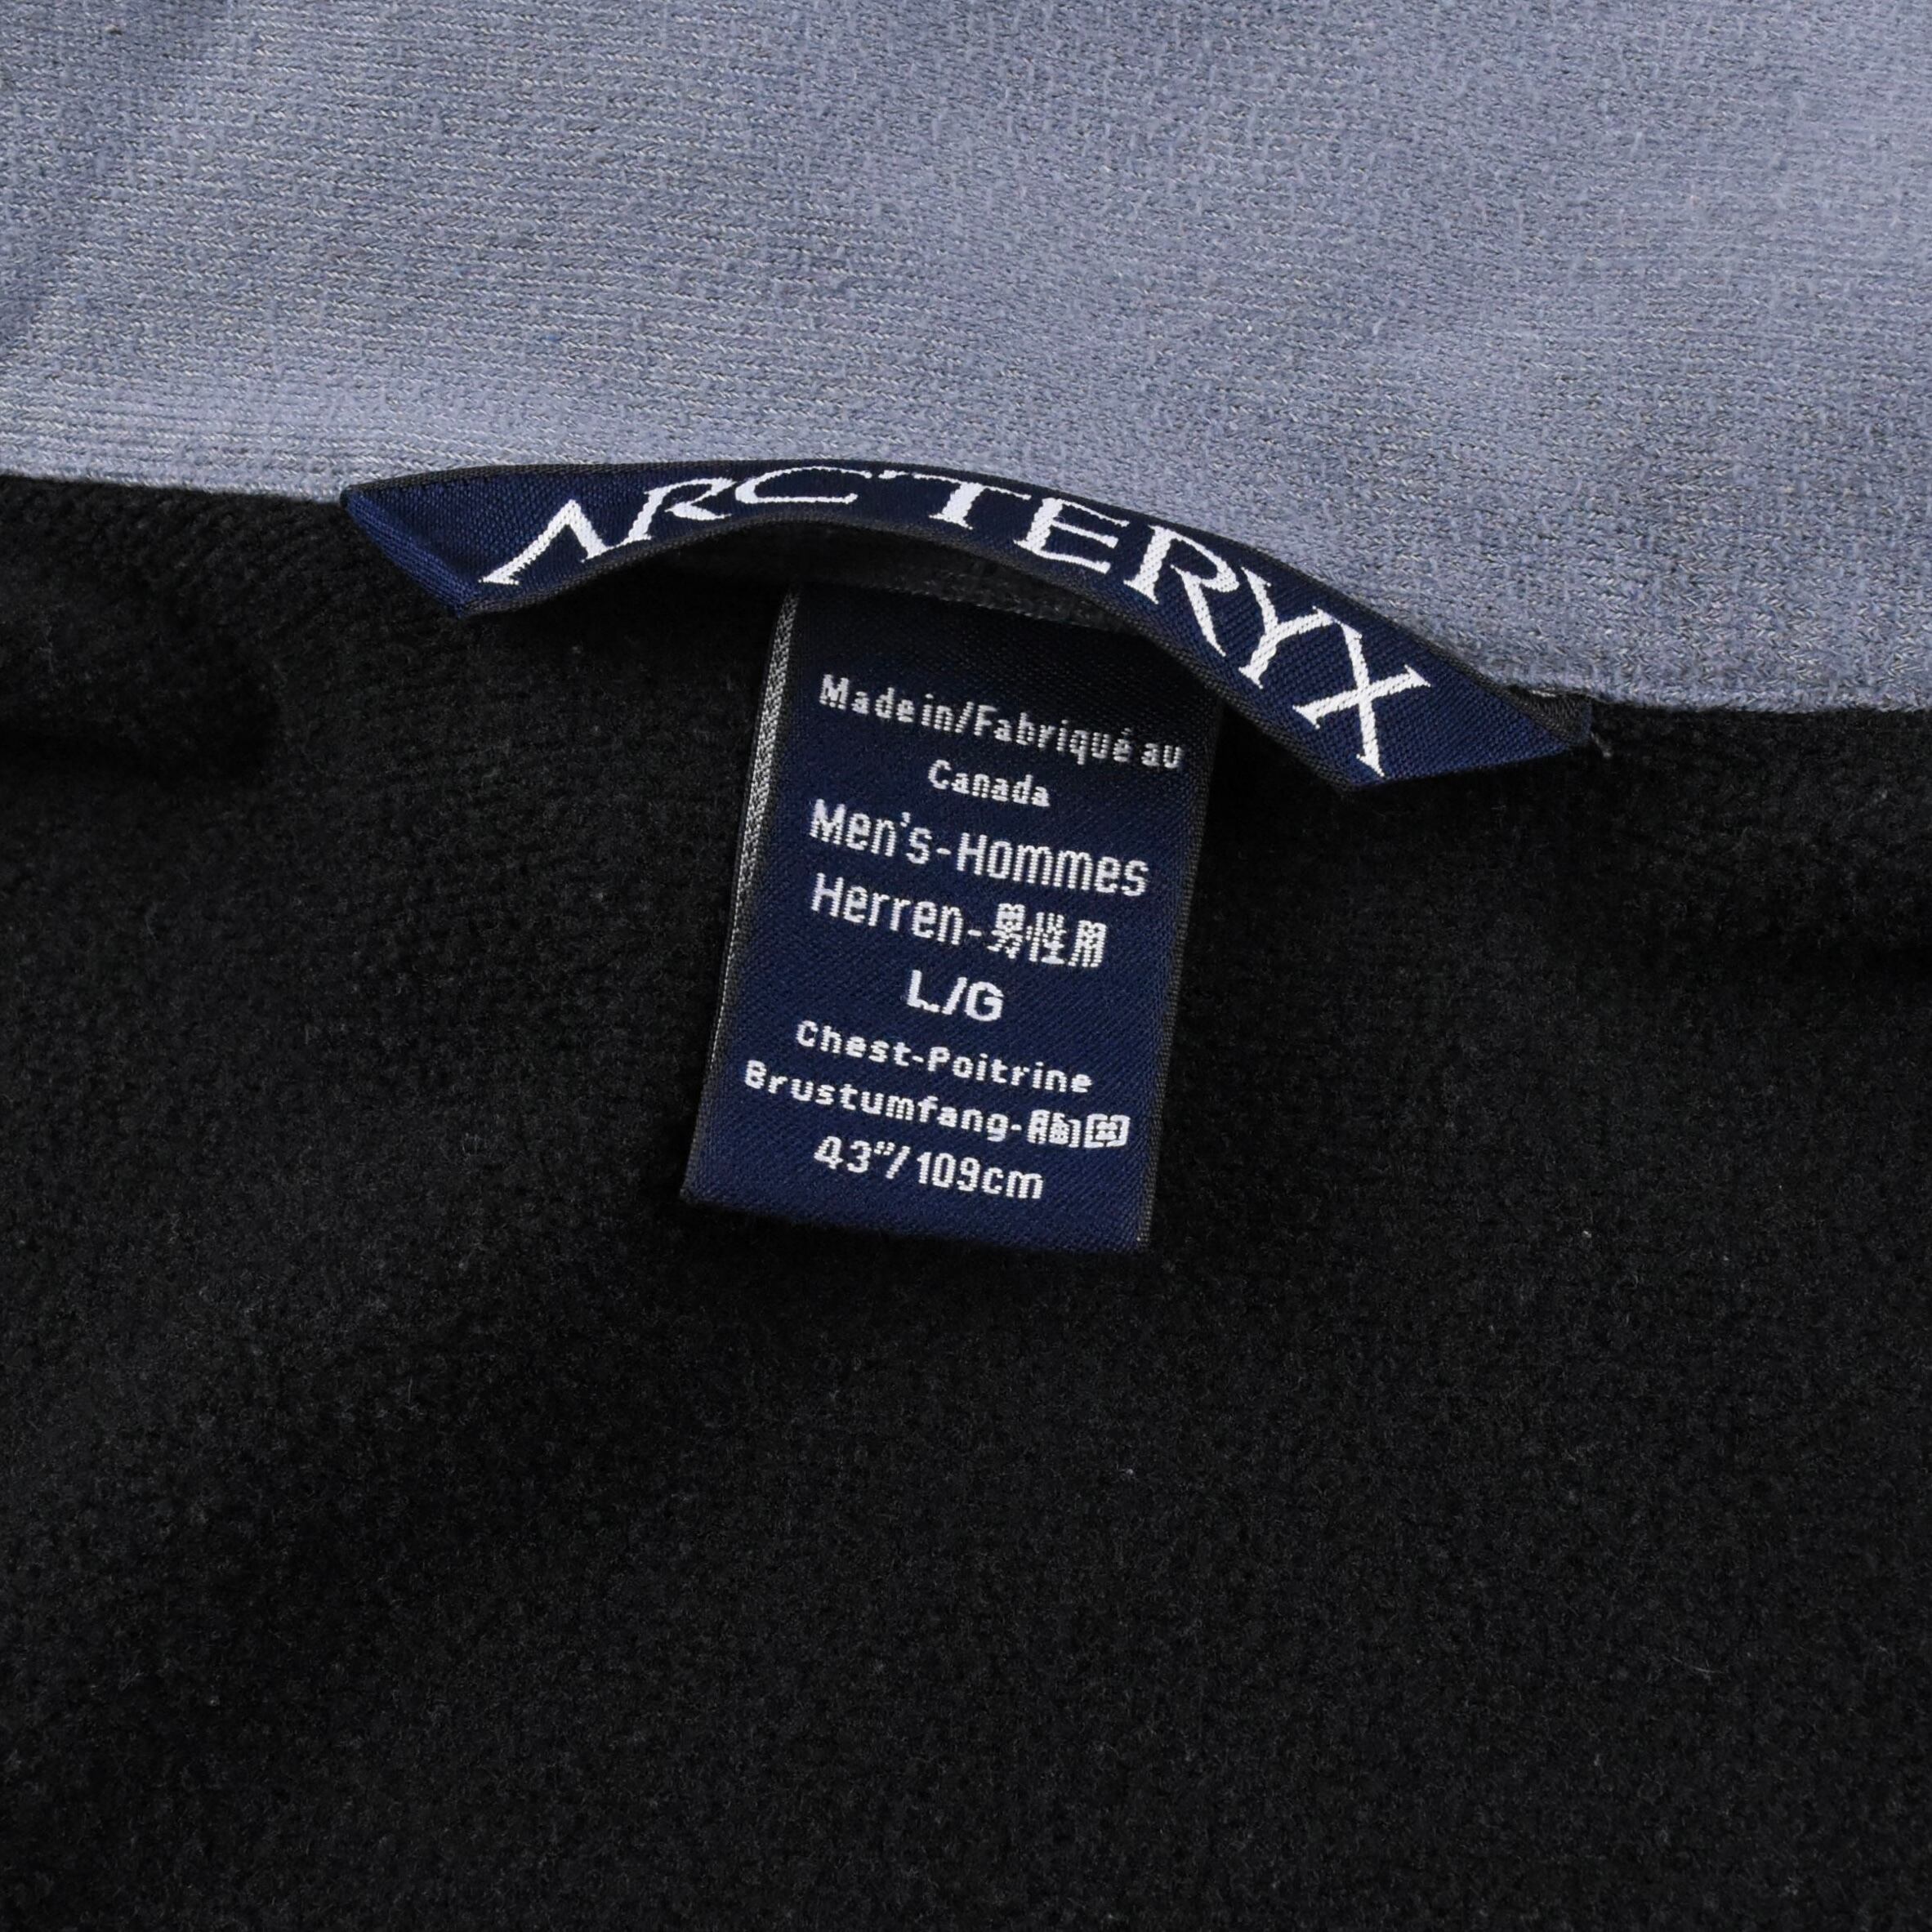 ARC'TERYX
Made in/Fabriqué au
Canada
Men's-Hommes
Herren-男性用
L/G
Chest-Poitrine
Brustumfang-胸囲
43"/109cm